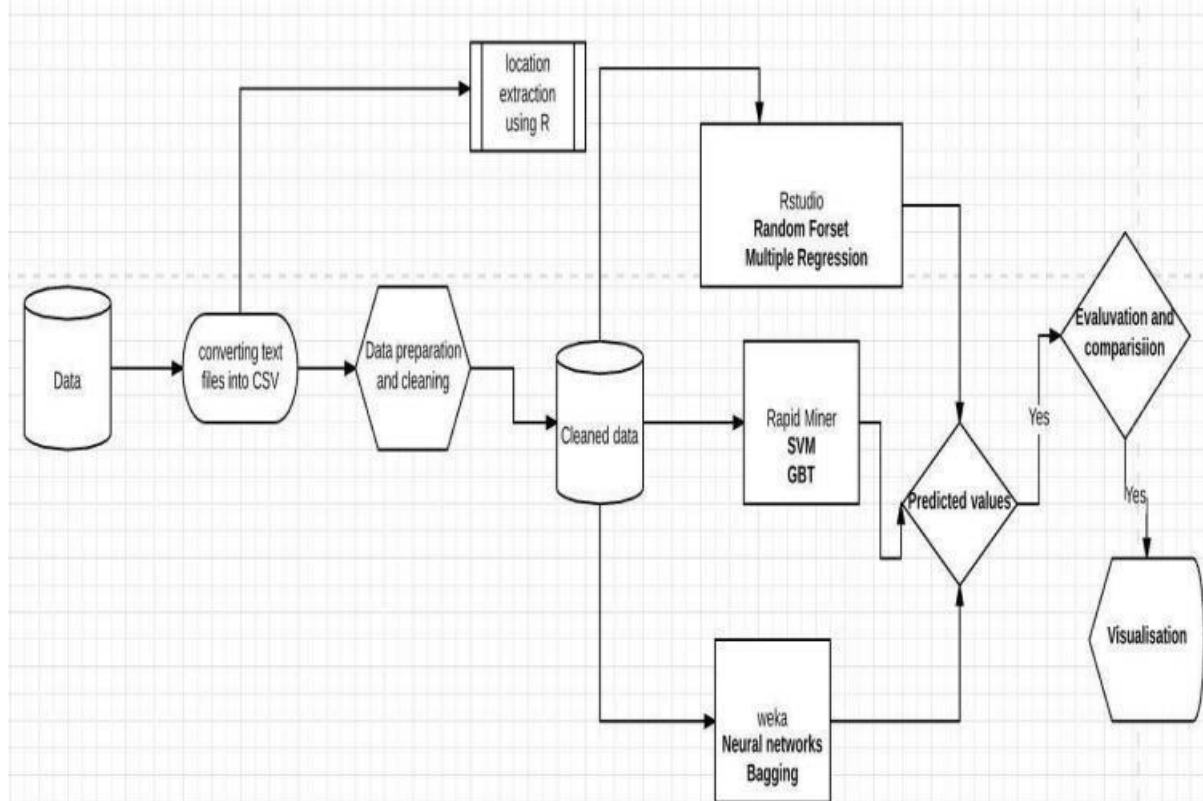 location
extraction
using R
Rstudio
Random Forset
Multiple Regression
Data
converting text
files into CSV
Data preparation
and cleaning
Cleaned data
Rapid Miner
SVM
GBT
weka
Neural networks
Bagging
Predicted values
Yes
Evaluvation and
comparisiion
Yes
Visualisation